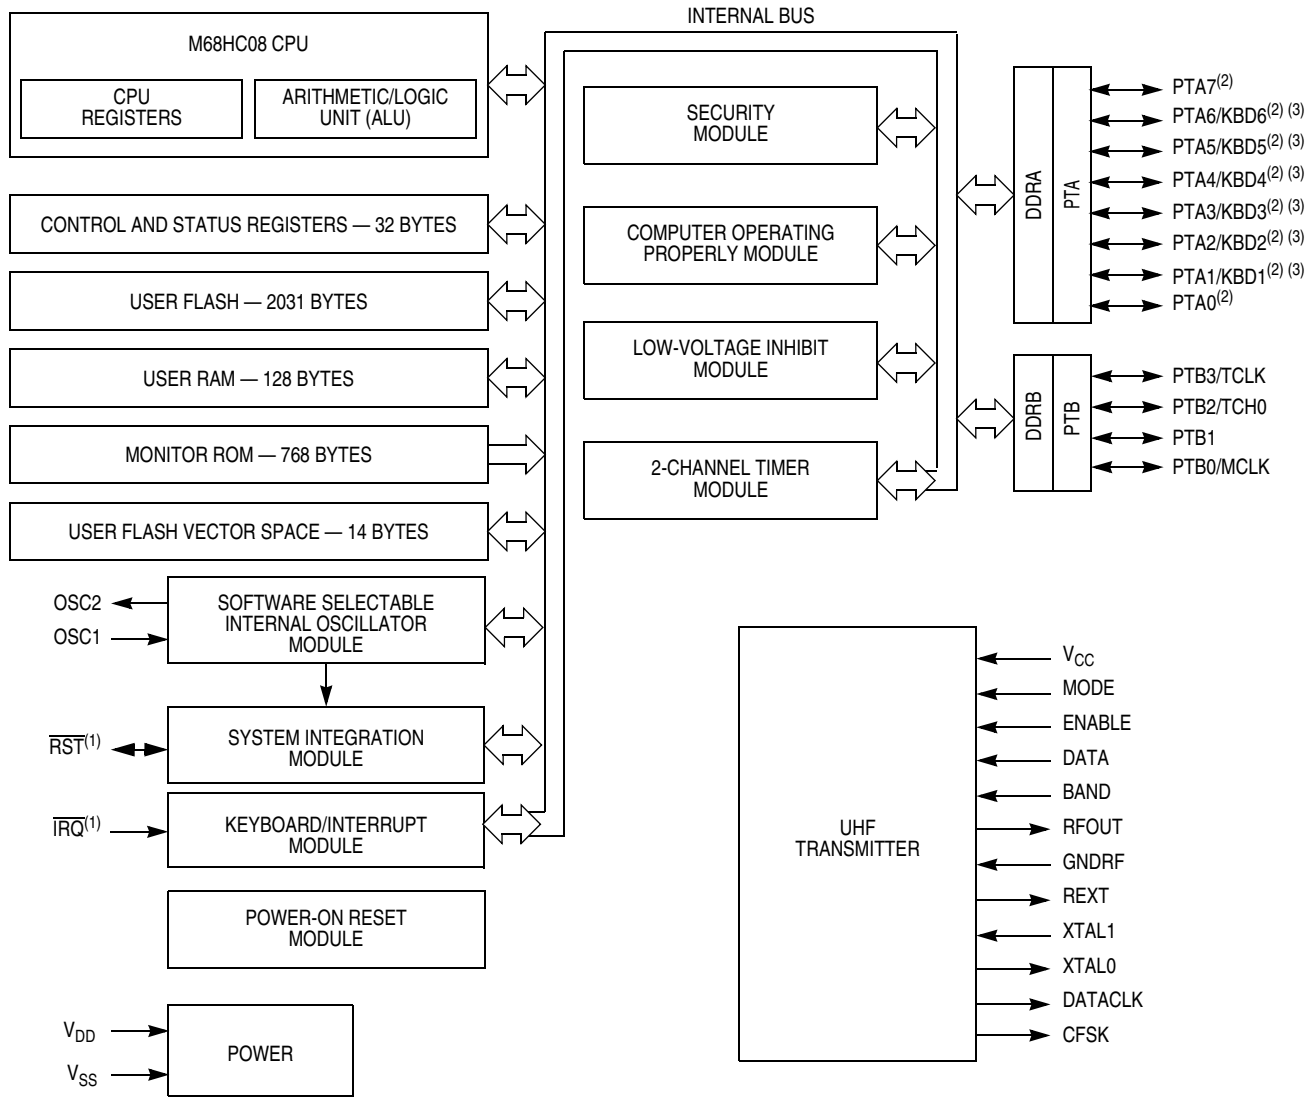 INTERNAL BUS
M68HC08 CPU
CPU
REGISTERS
ARITHMETIC/LOGIC
UNIT (ALU)
CONTROL AND STATUS REGISTERS — 32 BYTES
USER FLASH — 2031 BYTES
USER RAM — 128 BYTES
MONITOR ROM — 768 BYTES
USER FLASH VECTOR SPACE — 14 BYTES
OSC2
OSC1
SOFTWARE SELECTABLE
INTERNAL OSCILLATOR
MODULE
RST(1)
SYSTEM INTEGRATION
MODULE
IRQ(1)
KEYBOARD/INTERRUPT
MODULE
POWER-ON RESET
MODULE
VDD
VSS
POWER
SECURITY
MODULE
COMPUTER OPERATING
PROPERLY MODULE
LOW-VOLTAGE INHIBIT
MODULE
2-CHANNEL TIMER
MODULE
DDRA
PTA
PTA7(2)
PTA6/KBD6(2) (3)
PTA5/KBD5(2) (3)
PTA4/KBD4(2) (3)
PTA3/KBD3(2) (3)
PTA2/KBD2(2) (3)
PTA1/KBD1(2) (3)
PTA0(2)
DDRB
PTB
PTB3/TCLK
PTB2/TCH0
PTB1
PTB0/MCLK
UHF
TRANSMITTER
VCC
MODE
ENABLE
DATA
BAND
RFOUT
GNDRF
REXT
XTAL1
XTAL0
DATACLK
CFSK